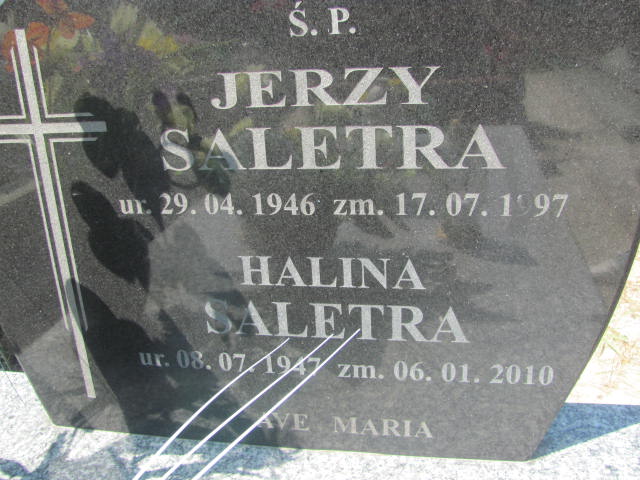 Ś. P.
JERZY
SALETRA
ur. 29. 04. 1946 zm. 17. 07. 1997
HALINA
SALETRA
ur. 08. 07. 1947 zm. 06. 01. 2010
AVE MARIA